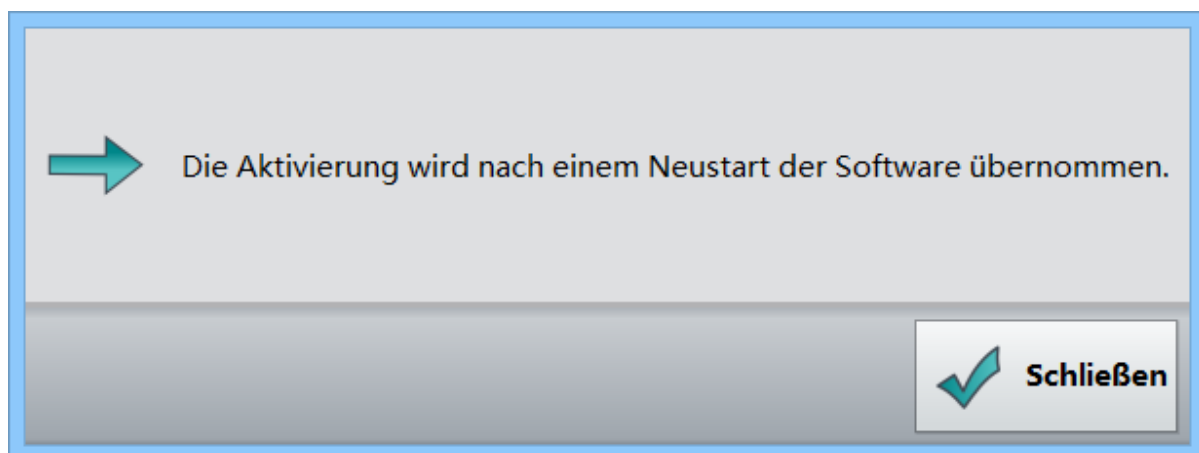 Die Aktivierung wird nach einem Neustart der Software übernommen.
Schließen